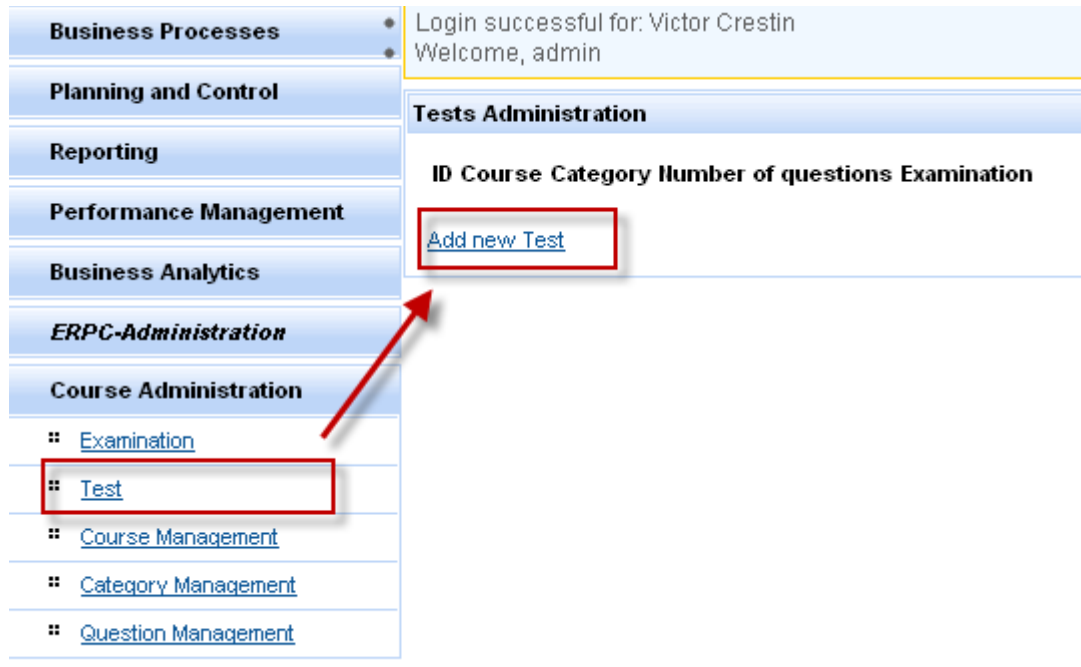 Business Processes
Planning and Control
Reporting
Performance Management
Business Analytics
ERPC-Administration
Course Administration
Examination
Test
Course Management
Category Management
Question Management
Login successful for: Victor Crestin
Welcome, admin
Tests Administration
ID Course Category Number of questions Examination
Add new Test